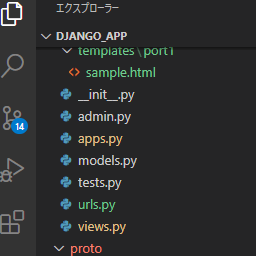 エクスプローラー
DJANGO_APP
templates\port1
sample.html
__init__.py
admin.py
apps.py
models.py
14
tests.py
urls.py
views.py
proto